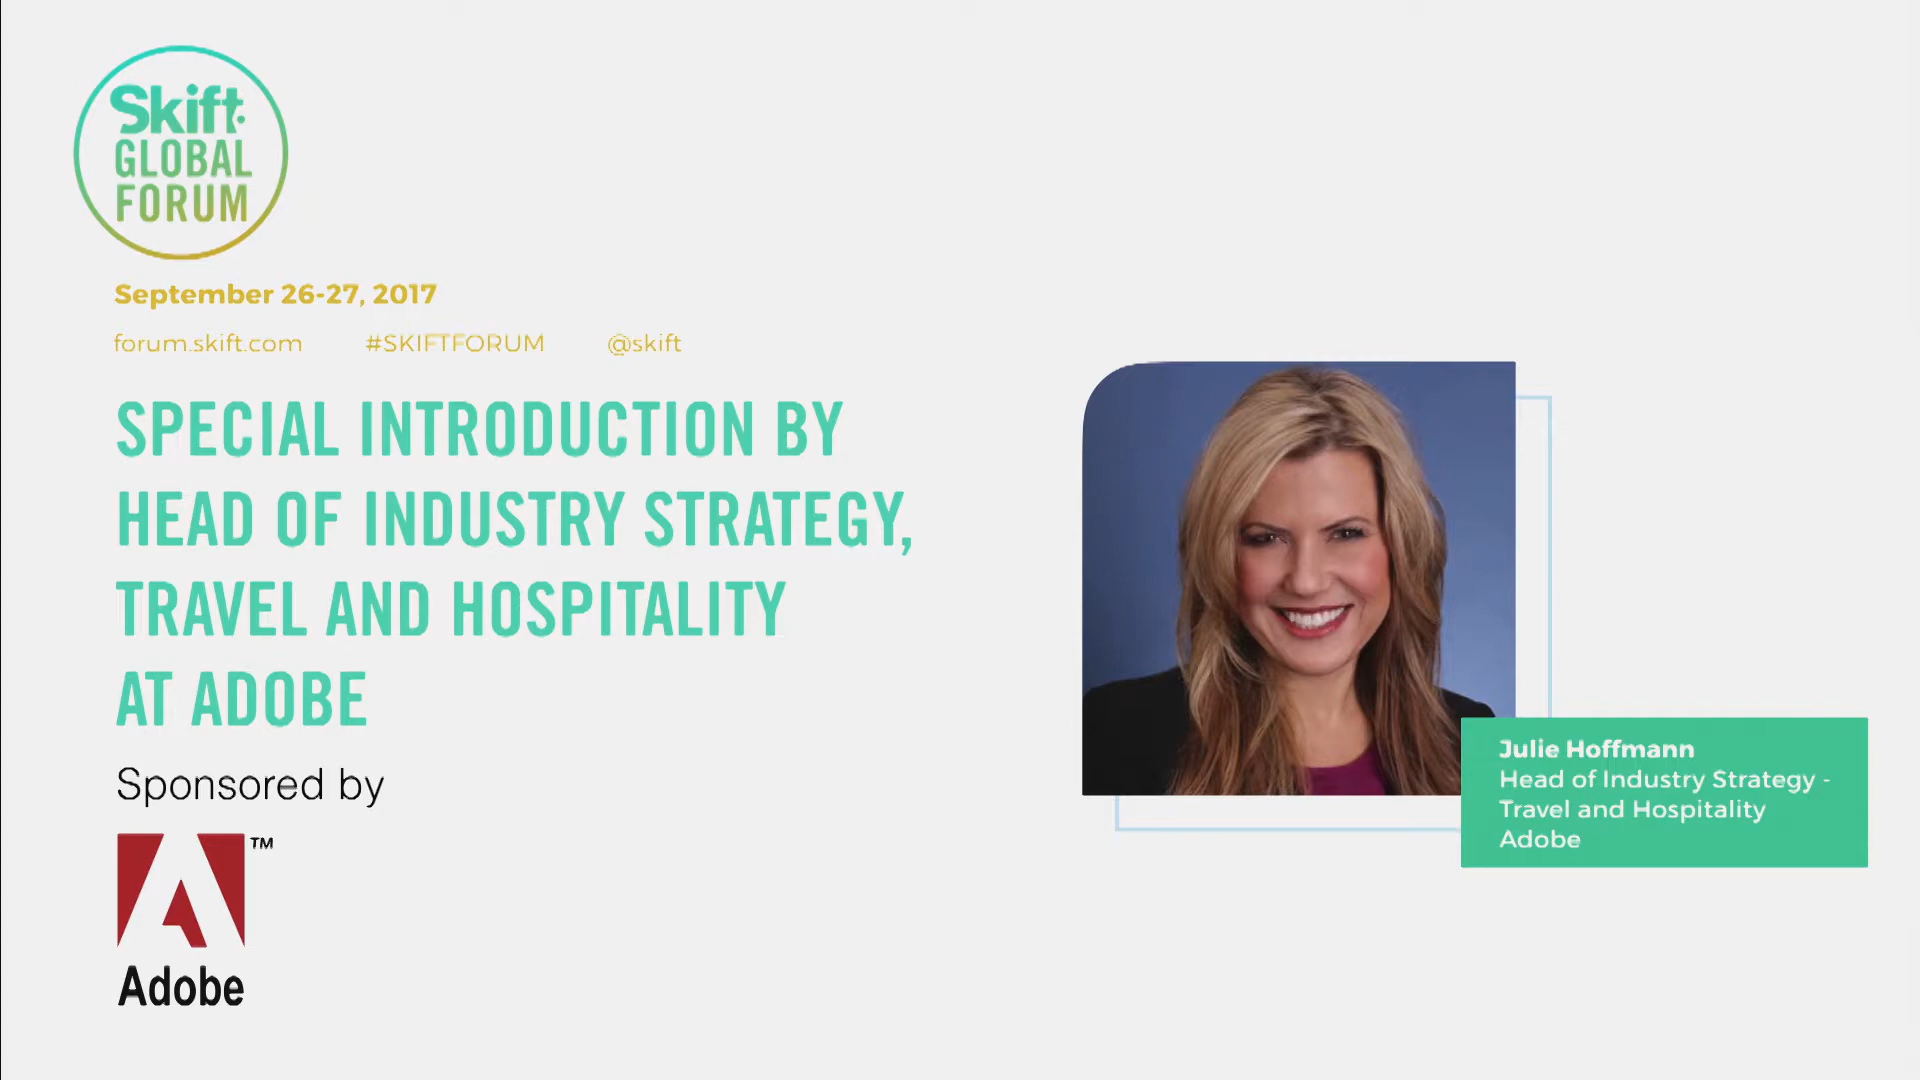 Skift
GLOBAL
FORUM
September 26-27, 2017
forum.skift.com #SKIFTFORUM @skift
SPECIAL INTRODUCTION BY
HEAD OF INDUSTRY STRATEGY,
TRAVEL AND HOSPITALITY
AT ADOBE
Sponsored by
TM
Adobe
Julie Hoffmann
Head of Industry Strategy -
Travel and Hospitality
Adobe